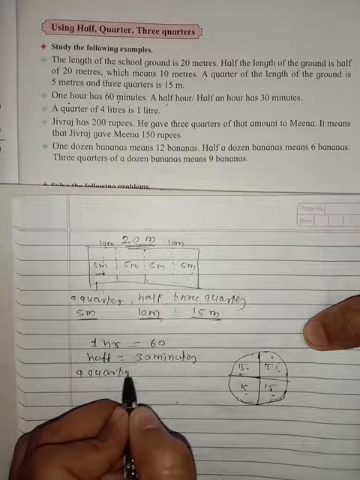 Using Half, Quarter, Three quarters
Study the following examples.
The length of the school ground is 20 metres. Half the length of the ground is half
of 20 metres, which means 10 metres. A quarter of the length of the ground is
5 metres and three quarters is 15 m.
One hour has 60 minutes. A half hour/ Half an hour has 30 minutes.
A quarter of 4 litres is 1 litre.
Jivraj has 200 rupees. He gave three quarters of that amount to Meena. It means
that Jivraj gave Meena 150 rupees.
One dozen bananas means 12 bananas. Half a dozen bananas means 6 bananas.
Three quarters of a dozen bananas means 9 bananas.
Solve the following problems.
10m 20m 10m
5m 5m 5m 5m
a quarter, half three quarter
5m 10m 15m
1 hr = 60
half = 30 minutes
15 15
15 15
a quarter